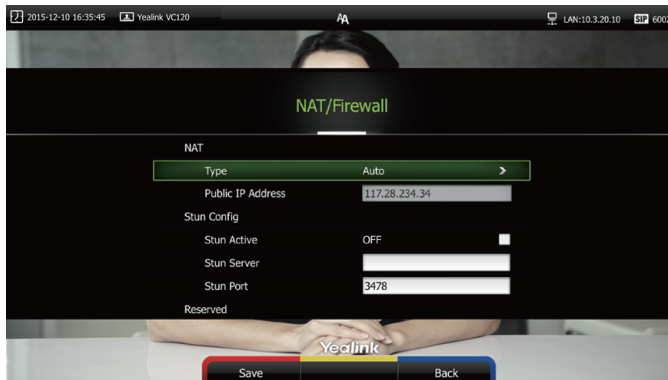 2015-12-10 16:35:45 Yealink VC120 AA LAN:10.3.20.10 SIP 6002
NAT/Firewall
NAT
Type Auto >
Public IP Address 117.28.234.34
Stun Config
Stun Active OFF
Stun Server
Stun Port 3478
Reserved
Yealink
Save Back